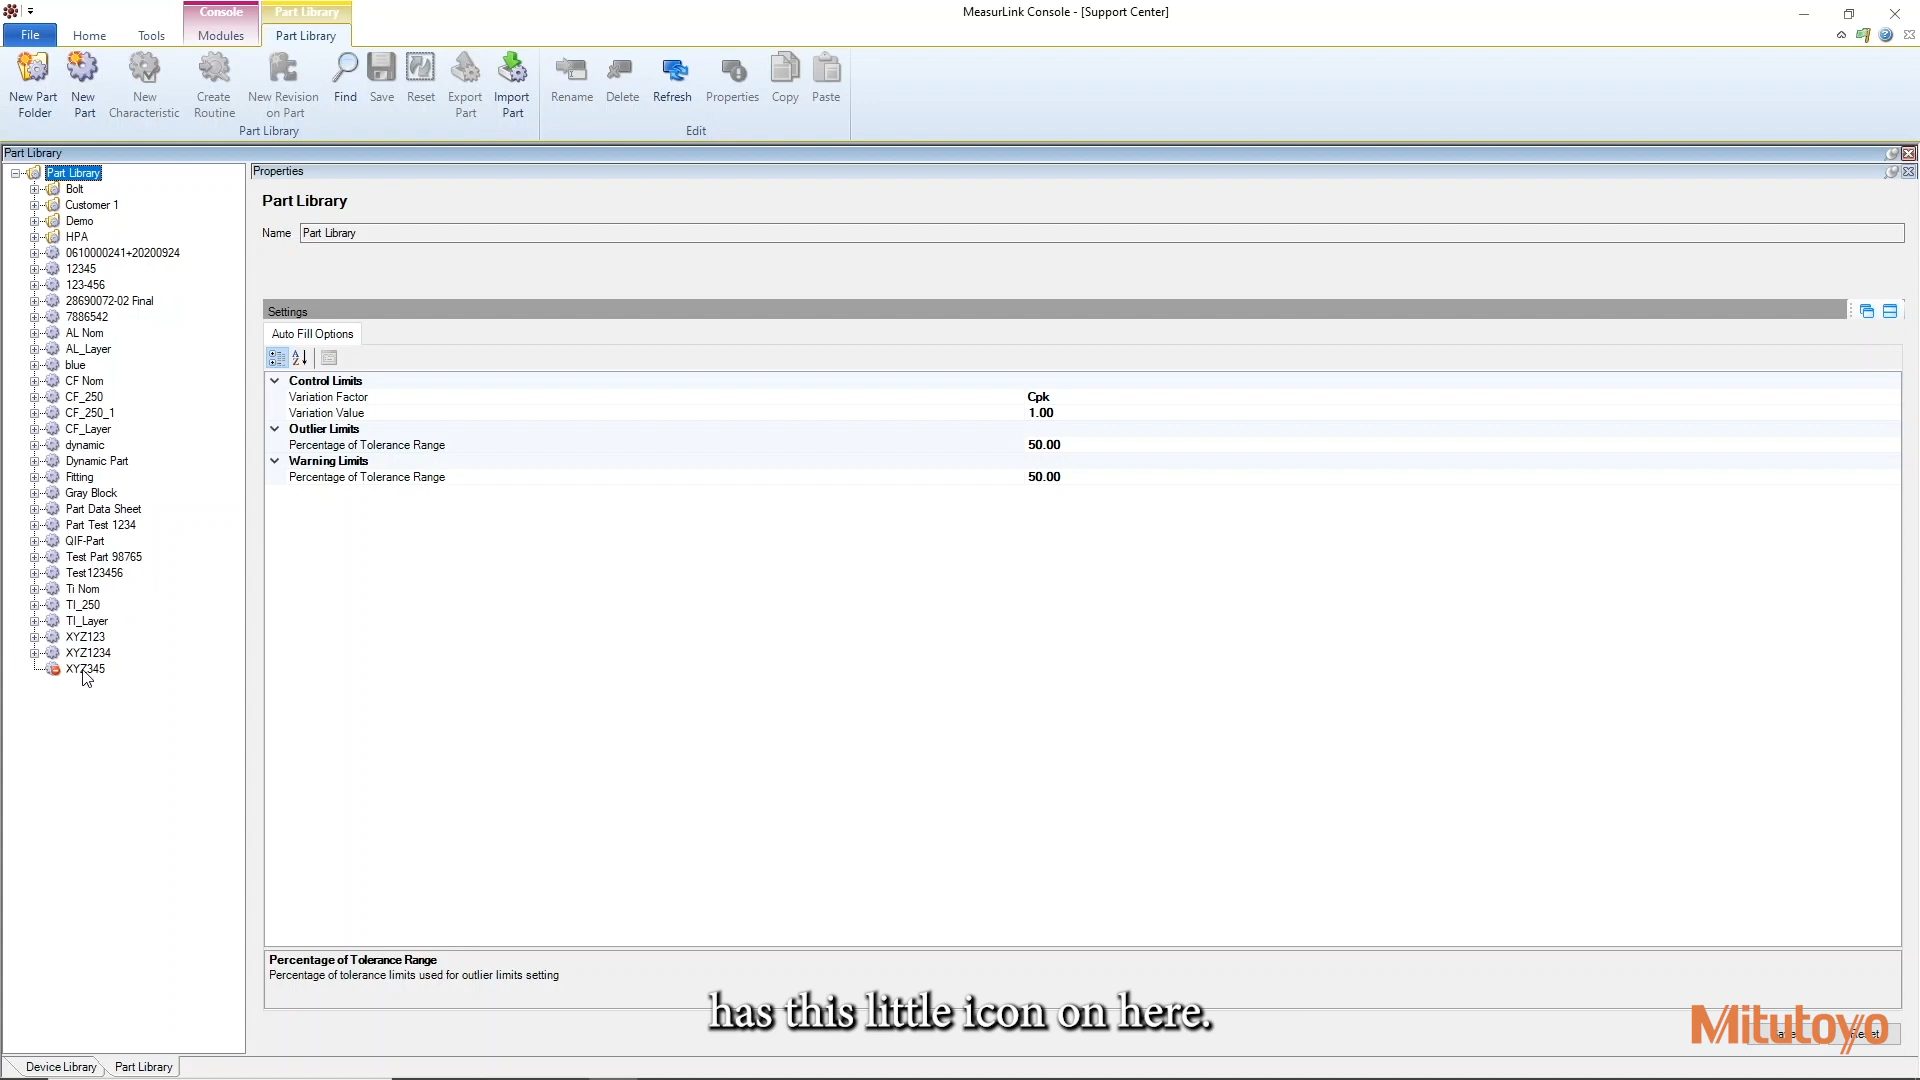 Console
Part Library
MeasurLink Console - [Support Center]
File
Home
Tools
Modules
Part Library
New Part Folder
New Part
New Characteristic
Create Routine
New Revision on Part
Find
Save
Reset
Export Part
Import Part
Rename
Delete
Refresh
Properties
Copy
Paste
Part Library
Edit
Part Library
Part Library
Bolt
Customer 1
Demo
HPA
0610000241+20200924
12345
123-456
28690072-02 Final
7886542
AL Nom
AL_Layer
blue
CF Nom
CF_250
CF_250_1
CF_Layer
dynamic
Dynamic Part
Fitting
Gray Block
Part Data Sheet
Part Test 1234
QIF-Part
Test Part 98765
Test123456
Ti Nom
TI_250
TI_Layer
XYZ123
XYZ1234
XYZ345
Properties
Part Library
Name Part Library
Settings
Auto Fill Options
Control Limits
Variation Factor Cpk
Variation Value 1.00
Outlier Limits
Percentage of Tolerance Range 50.00
Warning Limits
Percentage of Tolerance Range 50.00
Percentage of Tolerance Range
Percentage of tolerance limits used for outlier limits setting
has this little icon on here.
Mitutoyo
Device Library
Part Library